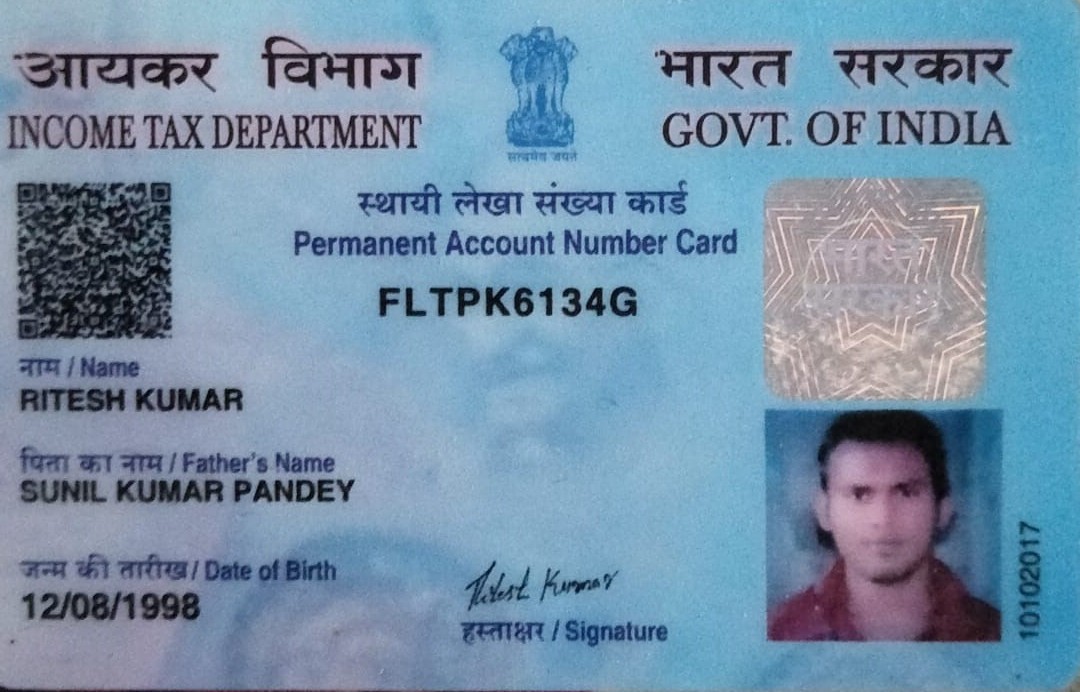 आयकर विभाग
INCOME TAX DEPARTMENT
सत्यमेव जयते
भारत सरकार
GOVT. OF INDIA
स्थायी लेखा संख्या कार्ड
Permanent Account Number Card
FLTPK6134G
नाम / Name
RITESH KUMAR
पिता का नाम / Father's Name
SUNIL KUMAR PANDEY
जन्म की तारीख / Date of Birth
12/08/1998
Ritesh Kumar
हस्ताक्षर / Signature
10102017
भारत
सरकार